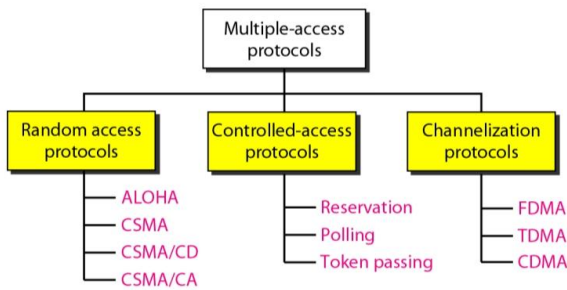 Multiple-access
protocols
Random access
protocols
Controlled-access
protocols
Channelization
protocols
ALOHA
CSMA
CSMA/CD
CSMA/CA
Reservation
Polling
Token passing
FDMA
TDMA
CDMA